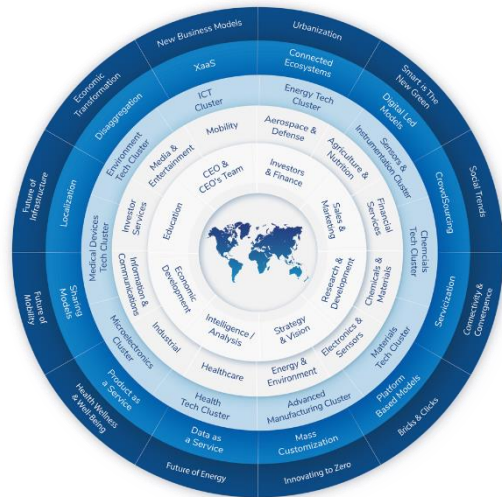 New Business Models
Urbanization
Smart is The
New Green
Social Trends
Connectivity &
Convergence
Bricks & Clicks
Innovating to Zero
Future of Energy
Health Wellness
& Well-Being
Future of
Mobility
Future of
Infrastructure
Economic
Transformation
XaaS
Connected
Ecosystems
Digital Led
Models
CrowdSourcing
Servicization
Platform
Based Models
Mass
Customization
Data as
a Service
Product as
a Service
Sharing
Models
Localization
Disaggregation
ICT
Cluster
Energy Tech
Cluster
Sensors &
Instrumentation Cluster
Chemcials
Tech Cluster
Materials
Tech Cluster
Advanced
Manufacturing Cluster
Health
Tech Cluster
Microelectronics
Cluster
Medical Devices
Tech Cluster
Environment
Tech Cluster
Mobility
Aerospace &
Defense
Agriculture &
Nutrition
Financial
Services
Chemicals &
Materials
Electronics &
Sensors
Energy &
Environment
Healthcare
Industrial
Information &
Communications
Investor
Services
Media &
Entertainment
CEO &
CEO's Team
Investors
& Finance
Sales &
Marketing
Research &
Development
Strategy
& Vision
Intelligence /
Analysis
Economic
Development
Education